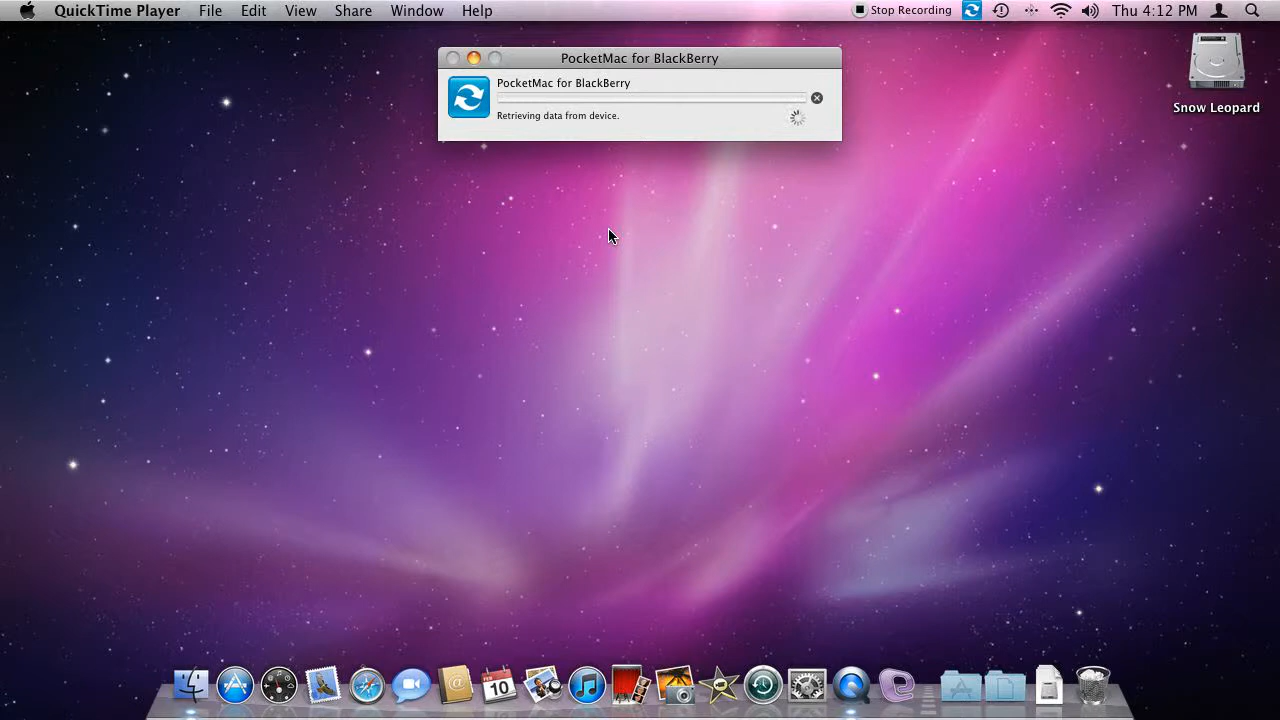 QuickTime Player File Edit View Share Window Help Stop Recording Thu 4:12 PM
PocketMac for BlackBerry
PocketMac for BlackBerry
Retrieving data from device.
Snow Leopard
FEB
10